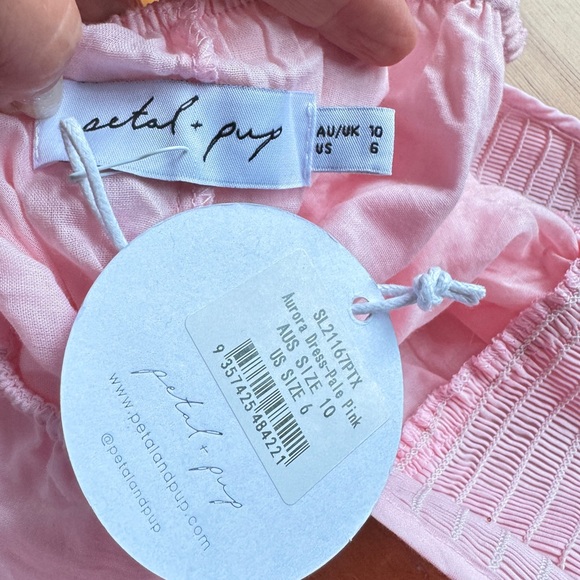 petal + pup
AU/UK 10
US 6
SL21167PTX
Aurora Dress-Pale Pink
AUS SIZE 10
US SIZE 6
9 357425 484221
petal + pup
www.petalandpup.com
@petalandpup